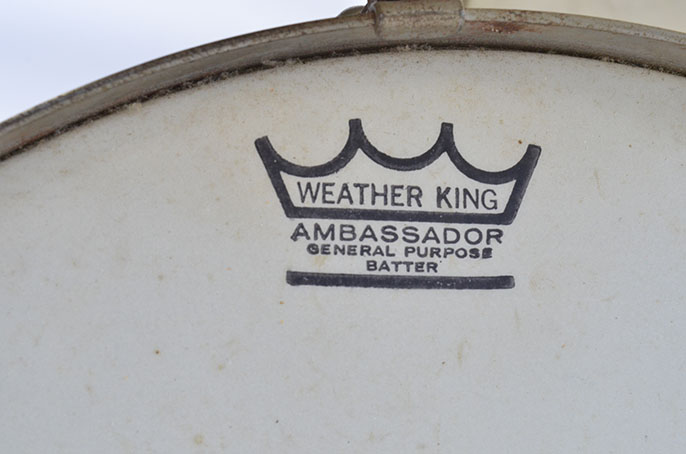 WEATHER KING
AMBASSADOR
GENERAL PURPOSE
BATTER